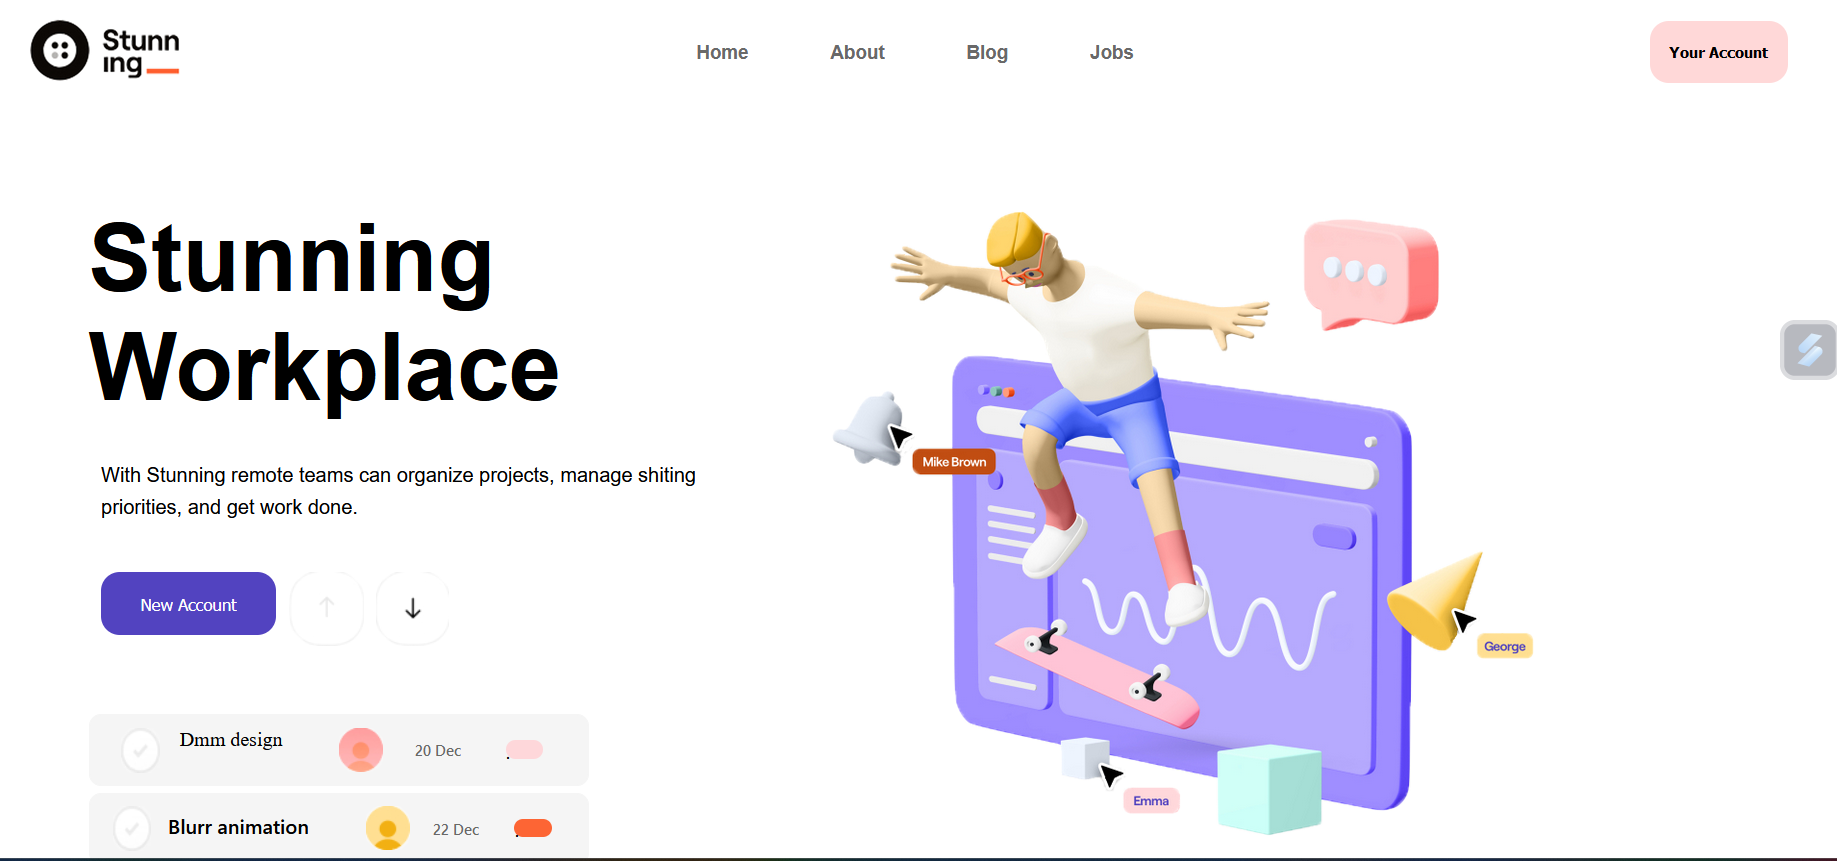 Stunn
ing
Home
About
Blog
Jobs
Your Account
Stunning
Workplace
With Stunning remote teams can organize projects, manage shiting
priorities, and get work done.
New Account
Mike Brown
George
Emma
Dmm design
20 Dec
.
Blurr animation
22 Dec
.